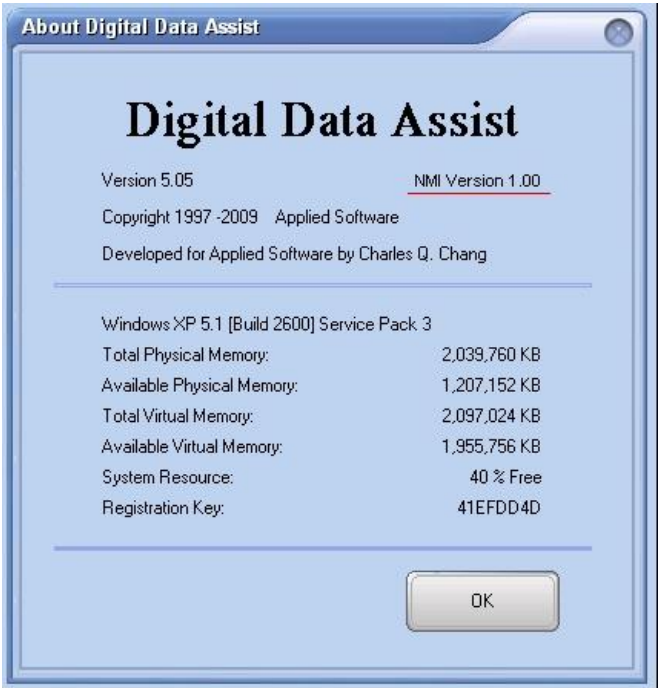 About Digital Data Assist
Digital Data Assist
Version 5.05 NMI Version 1.00
Copyright 1997 -2009 Applied Software
Developed for Applied Software by Charles Q. Chang
Windows XP 5.1 [Build 2600] Service Pack 3
Total Physical Memory: 2,039,760 KB
Available Physical Memory: 1,207,152 KB
Total Virtual Memory: 2,097,024 KB
Available Virtual Memory: 1,955,756 KB
System Resource: 40 % Free
Registration Key: 41EFDD4D
OK